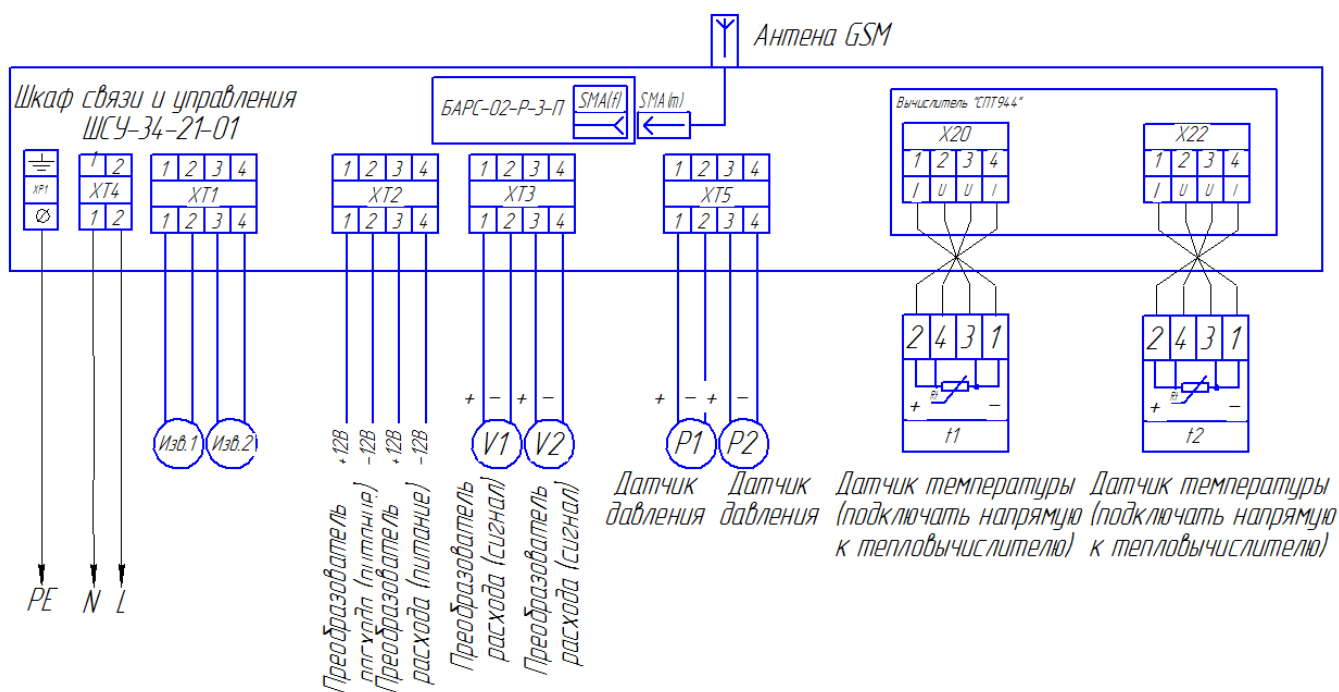 Антена GSM
Шкаф связи и управления
ШСУ-34-21-01
БАРС-02-Р-3-П
SMA(f)
SMA(m)
Вычислитель "СПТ944"
X20
1 2 3 4
I U U I
X22
1 2 3 4
I U U I
XP1
1 2
XT4
1 2
1 2 3 4
XT1
1 2 3 4
1 2 3 4
XT2
1 2 3 4
1 2 3 4
XT3
1 2 3 4
1 2 3 4
XT5
1 2 3 4
2 4 3 1
Rt
+ -
t1
2 4 3 1
Rt
+ -
t2
Изв.1
Изв.2
+12В
-12В
+12В
-12В
+ - + -
V1
V2
+ - + -
P1
P2
PE
N
L
Преобразователь
расхода (питание)
Преобразователь
расхода (питание)
Преобразователь
расхода (сигнал)
Преобразователь
расхода (сигнал)
Датчик
давления
Датчик
давления
Датчик температуры
(подключать напрямую
к тепловычислителю)
Датчик температуры
(подключать напрямую
к тепловычислителю)